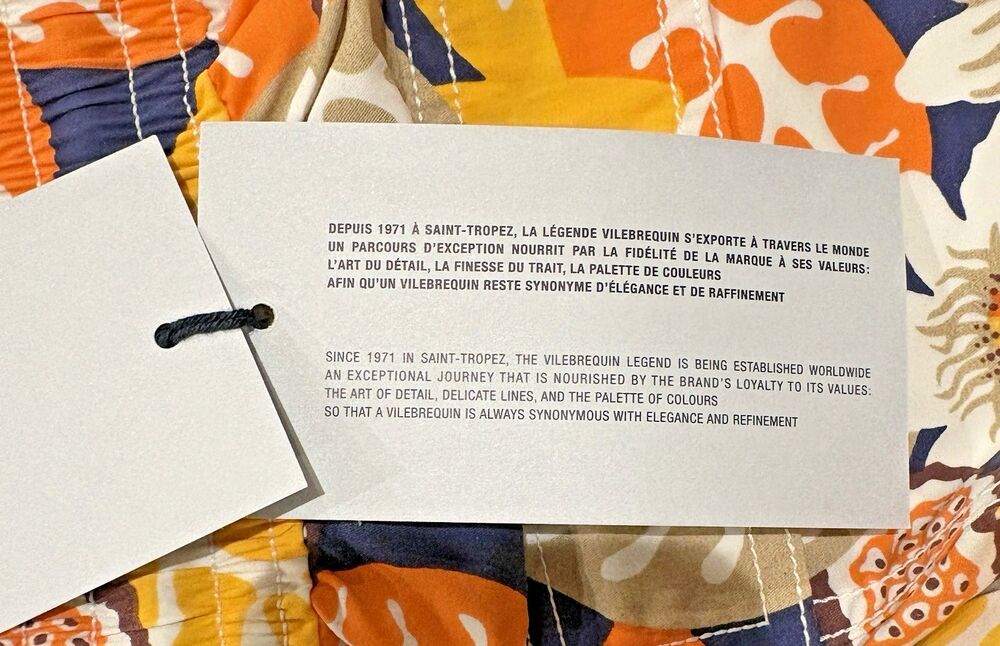 DEPUIS 1971 À SAINT-TROPEZ, LA LÉGENDE VILEBREQUIN S'EXPORTE À TRAVERS LE MONDE
UN PARCOURS D'EXCEPTION NOURRIT PAR LA FIDÉLITÉ DE LA MARQUE À SES VALEURS:
L'ART DU DÉTAIL, LA FINESSE DU TRAIT, LA PALETTE DE COULEURS
AFIN QU'UN VILEBREQUIN RESTE SYNONYME D'ÉLÉGANCE ET DE RAFFINEMENT
SINCE 1971 IN SAINT-TROPEZ, THE VILEBREQUIN LEGEND IS BEING ESTABLISHED WORLDWIDE
AN EXCEPTIONAL JOURNEY THAT IS NOURISHED BY THE BRAND'S LOYALTY TO ITS VALUES:
THE ART OF DETAIL, DELICATE LINES, AND THE PALETTE OF COLOURS
SO THAT A VILEBREQUIN IS ALWAYS SYNONYMOUS WITH ELEGANCE AND REFINEMENT